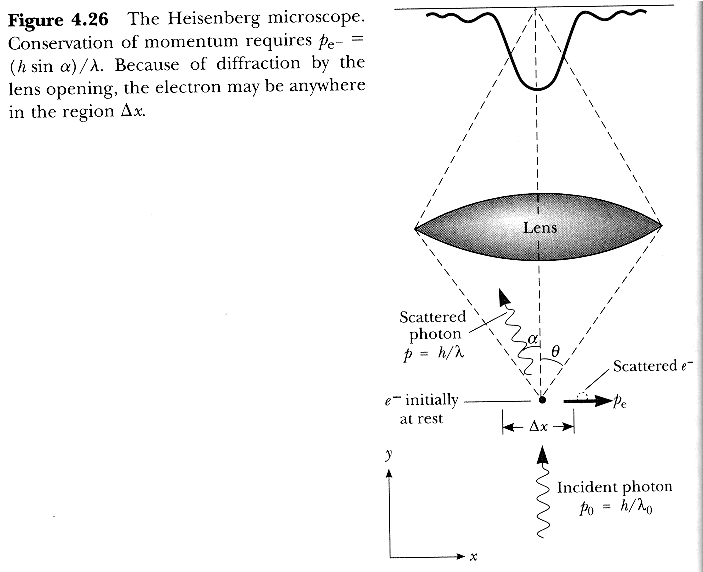 Figure 4.26 The Heisenberg microscope.
Conservation of momentum requires pe- =
(h sin α)/λ. Because of diffraction by the
lens opening, the electron may be anywhere
in the region Δx.
Lens
Scattered
photon
p = h/λ
α
θ
Scattered e−
e− initially
at rest
pe
Δx
y
Incident photon
p0 = h/λ0
x